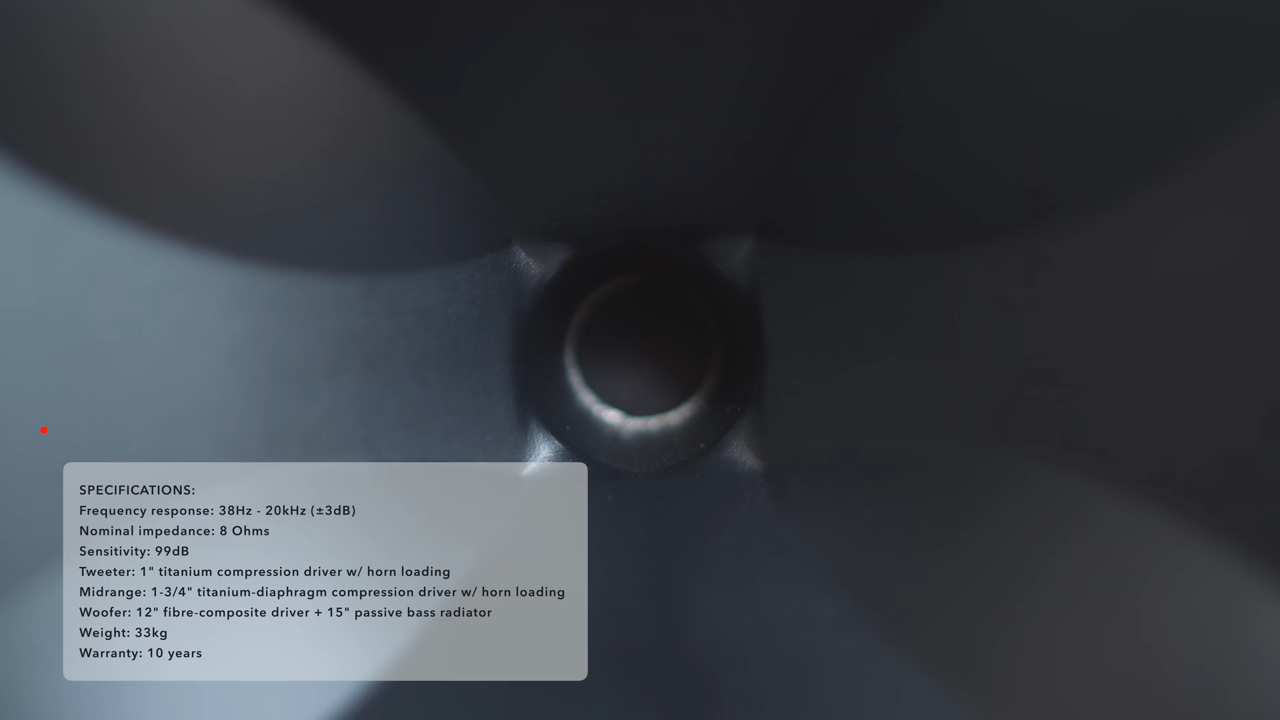 SPECIFICATIONS:
Frequency response: 38Hz - 20kHz (±3dB)
Nominal impedance: 8 Ohms
Sensitivity: 99dB
Tweeter: 1" titanium compression driver w/ horn loading
Midrange: 1-3/4" titanium-diaphragm compression driver w/ horn loading
Woofer: 12" fibre-composite driver + 15" passive bass radiator
Weight: 33kg
Warranty: 10 years